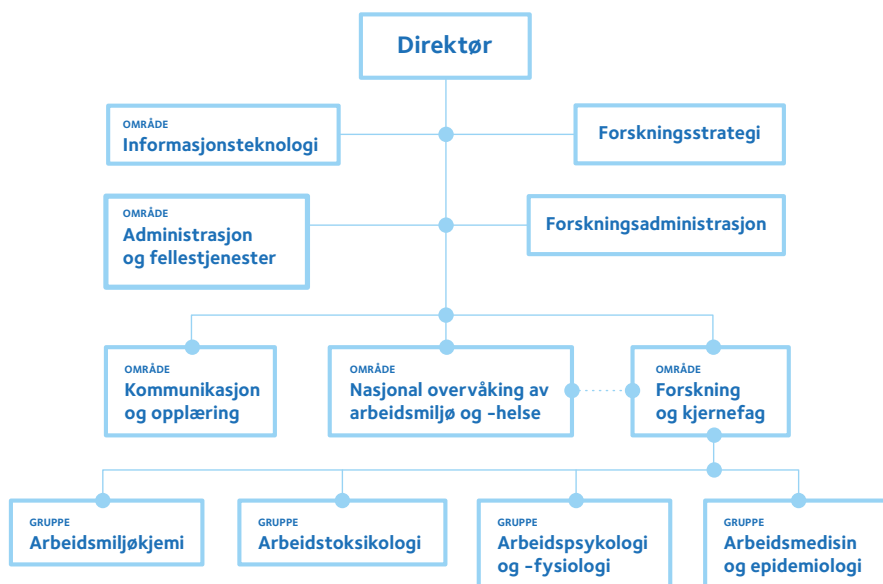 Direktør
OMRÅDE
Informasjonsteknologi
Forskningsstrategi
OMRÅDE
Administrasjon
og fellestjenester
Forskningsadministrasjon
OMRÅDE
Kommunikasjon
og opplæring
OMRÅDE
Nasjonal overvåking av
arbeidsmiljø og -helse
OMRÅDE
Forskning
og kjernefag
GRUPPE
Arbeidsmiljøkjemi
GRUPPE
Arbeidstoksikologi
GRUPPE
Arbeidspsykologi
og -fysiologi
GRUPPE
Arbeidsmedisin
og epidemiologi